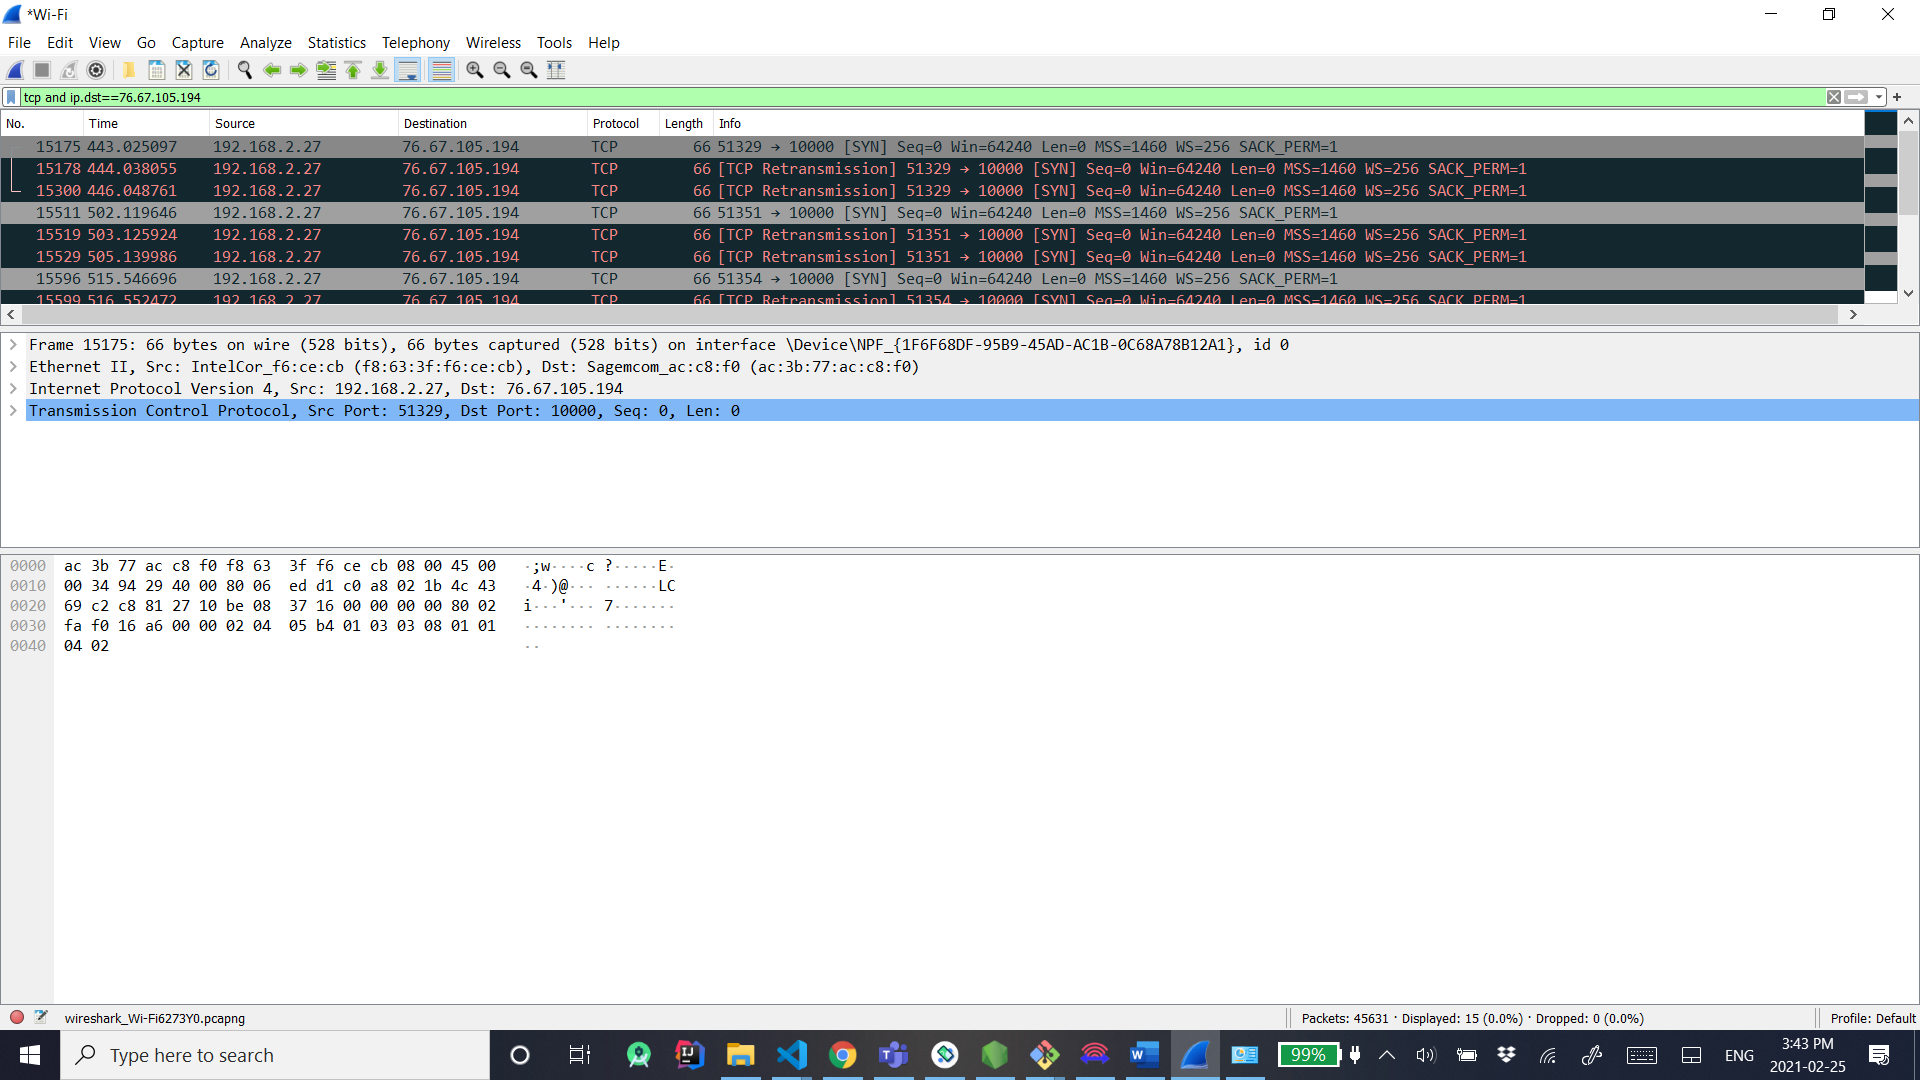 *Wi-Fi
File Edit View Go Capture Analyze Statistics Telephony Wireless Tools Help
tcp and ip.dst==76.67.105.194
No. Time Source Destination Protocol Length Info
15175 443.025097 192.168.2.27 76.67.105.194 TCP 66 51329 → 10000 [SYN] Seq=0 Win=64240 Len=0 MSS=1460 WS=256 SACK_PERM=1
15178 444.038055 192.168.2.27 76.67.105.194 TCP 66 [TCP Retransmission] 51329 → 10000 [SYN] Seq=0 Win=64240 Len=0 MSS=1460 WS=256 SACK_PERM=1
15300 446.048761 192.168.2.27 76.67.105.194 TCP 66 [TCP Retransmission] 51329 → 10000 [SYN] Seq=0 Win=64240 Len=0 MSS=1460 WS=256 SACK_PERM=1
15511 502.119646 192.168.2.27 76.67.105.194 TCP 66 51351 → 10000 [SYN] Seq=0 Win=64240 Len=0 MSS=1460 WS=256 SACK_PERM=1
15519 503.125924 192.168.2.27 76.67.105.194 TCP 66 [TCP Retransmission] 51351 → 10000 [SYN] Seq=0 Win=64240 Len=0 MSS=1460 WS=256 SACK_PERM=1
15529 505.139986 192.168.2.27 76.67.105.194 TCP 66 [TCP Retransmission] 51351 → 10000 [SYN] Seq=0 Win=64240 Len=0 MSS=1460 WS=256 SACK_PERM=1
15596 515.546696 192.168.2.27 76.67.105.194 TCP 66 51354 → 10000 [SYN] Seq=0 Win=64240 Len=0 MSS=1460 WS=256 SACK_PERM=1
15599 516.552472 192.168.2.27 76.67.105.194 TCP 66 [TCP Retransmission] 51354 → 10000 [SYN] Seq=0 Win=64240 Len=0 MSS=1460 WS=256 SACK_PERM=1
Frame 15175: 66 bytes on wire (528 bits), 66 bytes captured (528 bits) on interface \Device\NPF_{1F6F68DF-95B9-45AD-AC1B-0C68A78B12A1}, id 0
Ethernet II, Src: IntelCor_f6:ce:cb (f8:63:3f:f6:ce:cb), Dst: Sagemcom_ac:c8:f0 (ac:3b:77:ac:c8:f0)
Internet Protocol Version 4, Src: 192.168.2.27, Dst: 76.67.105.194
Transmission Control Protocol, Src Port: 51329, Dst Port: 10000, Seq: 0, Len: 0
0000 ac 3b 77 ac c8 f0 f8 63 3f f6 ce cb 08 00 45 00 ·;w····c ?·····E·
0010 00 34 94 29 40 00 80 06 ed d1 c0 a8 02 1b 4c 43 ·4·)@··· ······LC
0020 69 c2 c8 81 27 10 be 08 37 16 00 00 00 00 80 02 i···'··· 7·······
0030 fa f0 16 a6 00 00 02 04 05 b4 01 03 03 08 01 01 ········ ········
0040 04 02 ··
wireshark_Wi-Fi6273Y0.pcapng Packets: 45631 · Displayed: 15 (0.0%) · Dropped: 0 (0.0%) Profile: Default
Type here to search 99% ENG 3:43 PM
2021-02-25